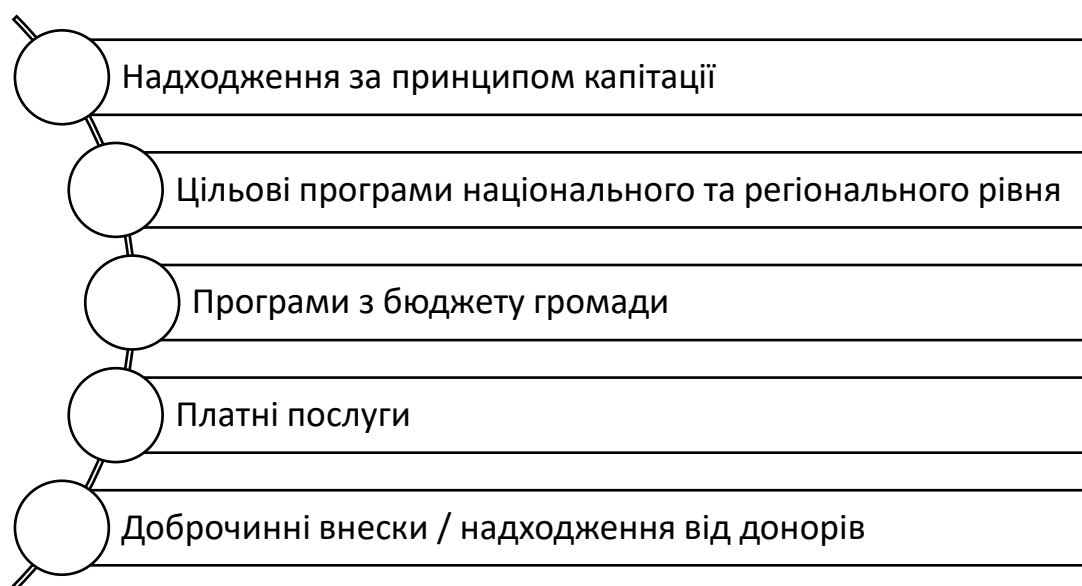 Надходження за принципом капітації
Цільові програми національного та регіонального рівня
Програми з бюджету громади
Платні послуги
Доброчинні внески / надходження від донорів